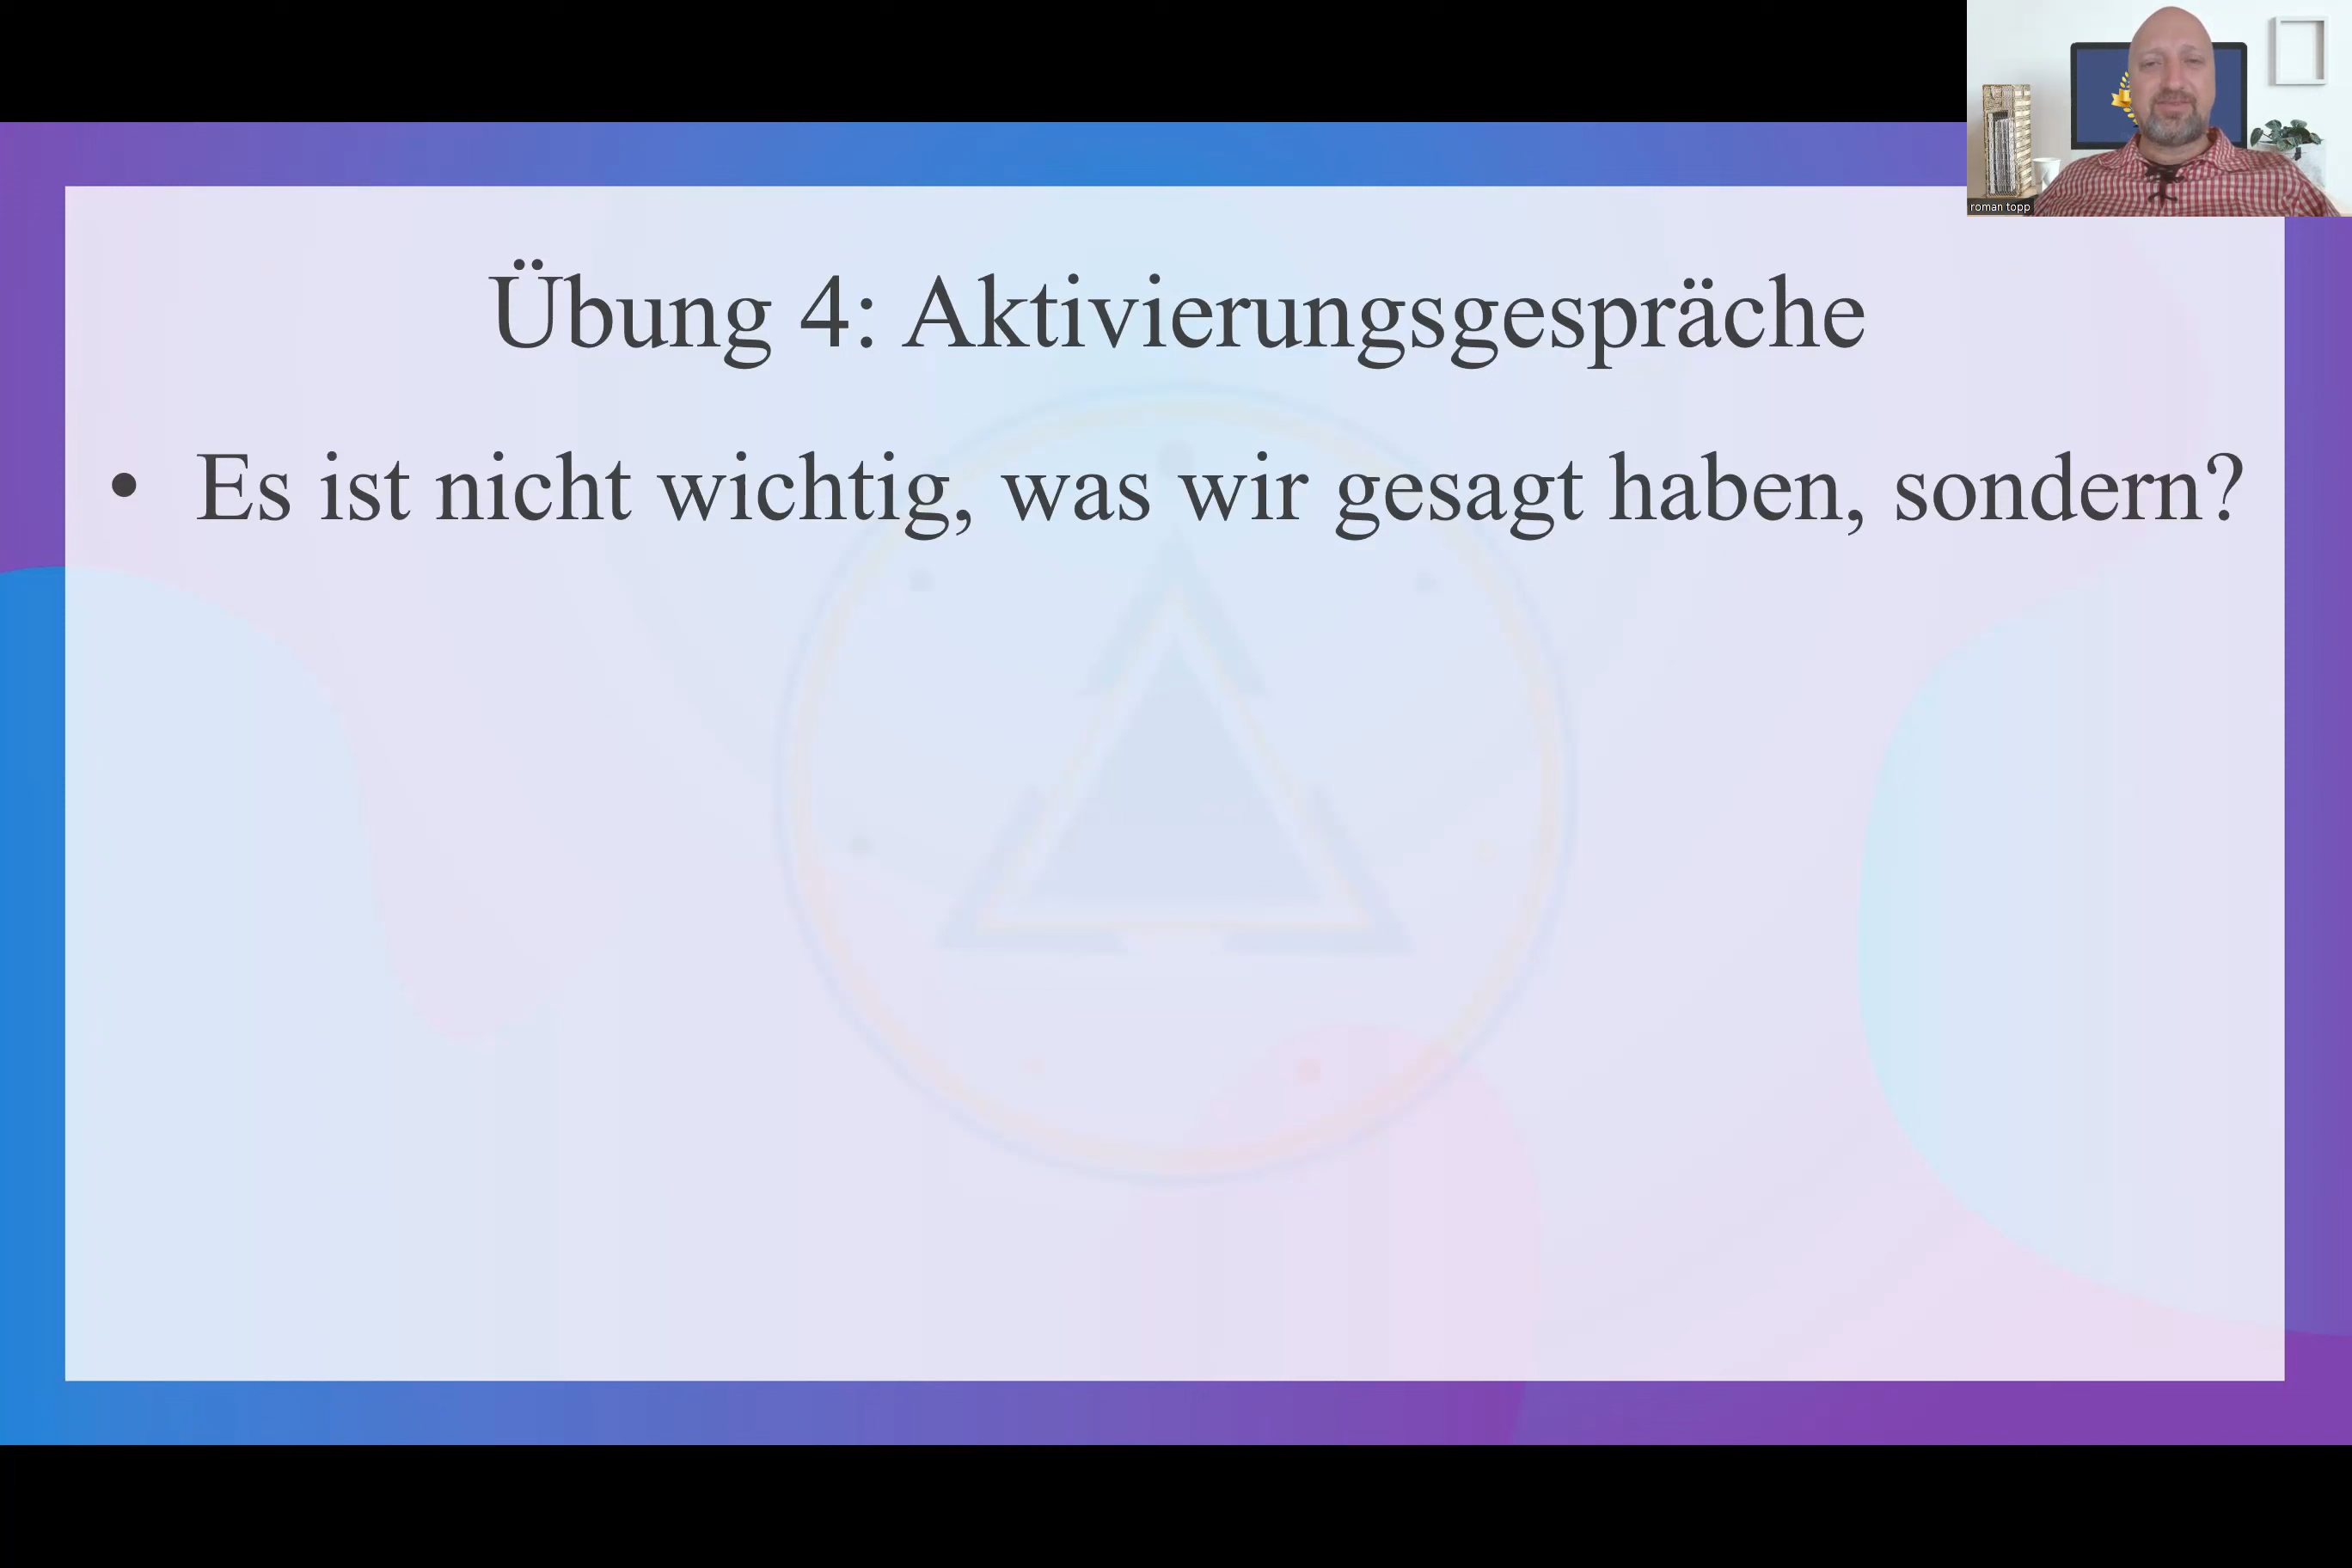 roman topp
Übung 4: Aktivierungsgespräche
• Es ist nicht wichtig, was wir gesagt haben, sondern?